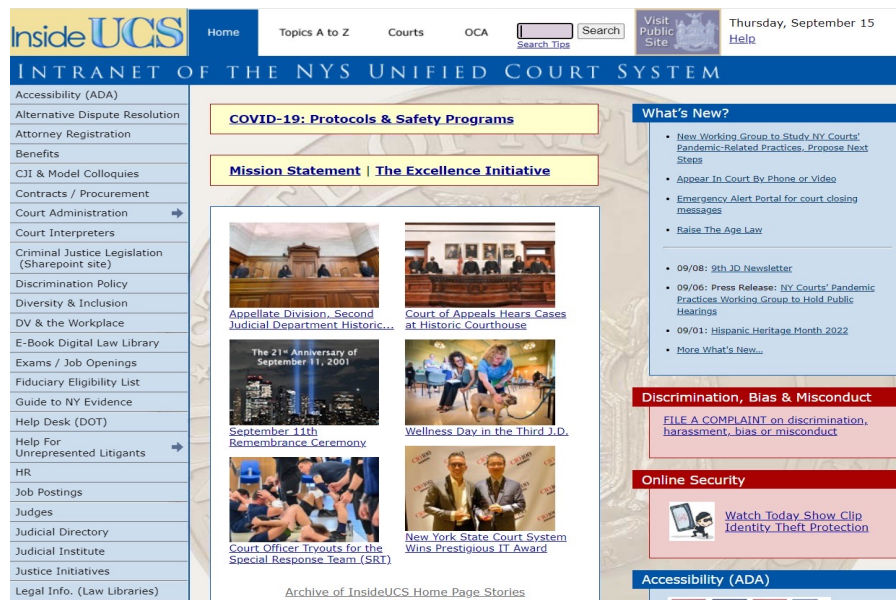 Inside UCS
Home
Topics A to Z
Courts
OCA
Search
Search Tips
Visit
Public
Site
Thursday, September 15
Help
INTRANET OF THE NYS UNIFIED COURT SYSTEM
Accessibility (ADA)
Alternative Dispute Resolution
Attorney Registration
Benefits
CJI & Model Colloquies
Contracts / Procurement
Court Administration
Court Interpreters
Criminal Justice Legislation
(Sharepoint site)
Discrimination Policy
Diversity & Inclusion
DV & the Workplace
E-Book Digital Law Library
Exams / Job Openings
Fiduciary Eligibility List
Guide to NY Evidence
Help Desk (DOT)
Help For
Unrepresented Litigants
HR
Job Postings
Judges
Judicial Directory
Judicial Institute
Justice Initiatives
Legal Info. (Law Libraries)
COVID-19: Protocols & Safety Programs
Mission Statement | The Excellence Initiative
Appellate Division, Second
Judicial Department Historic...
Court of Appeals Hears Cases
at Historic Courthouse
The 21st Anniversary of
September 11, 2001
September 11th
Remembrance Ceremony
Wellness Day in the Third J.D.
Court Officer Tryouts for the
Special Response Team (SRT)
New York State Court System
Wins Prestigious IT Award
Archive of InsideUCS Home Page Stories
What's New?
New Working Group to Study NY Courts'
Pandemic-Related Practices, Propose Next
Steps
Appear In Court By Phone or Video
Emergency Alert Portal for court closing
messages
Raise The Age Law
09/08: 9th JD Newsletter
09/06: Press Release: NY Courts' Pandemic
Practices Working Group to Hold Public
Hearings
09/01: Hispanic Heritage Month 2022
More What's New...
Discrimination, Bias & Misconduct
FILE A COMPLAINT on discrimination,
harassment, bias or misconduct
Online Security
Watch Today Show Clip
Identity Theft Protection
Accessibility (ADA)